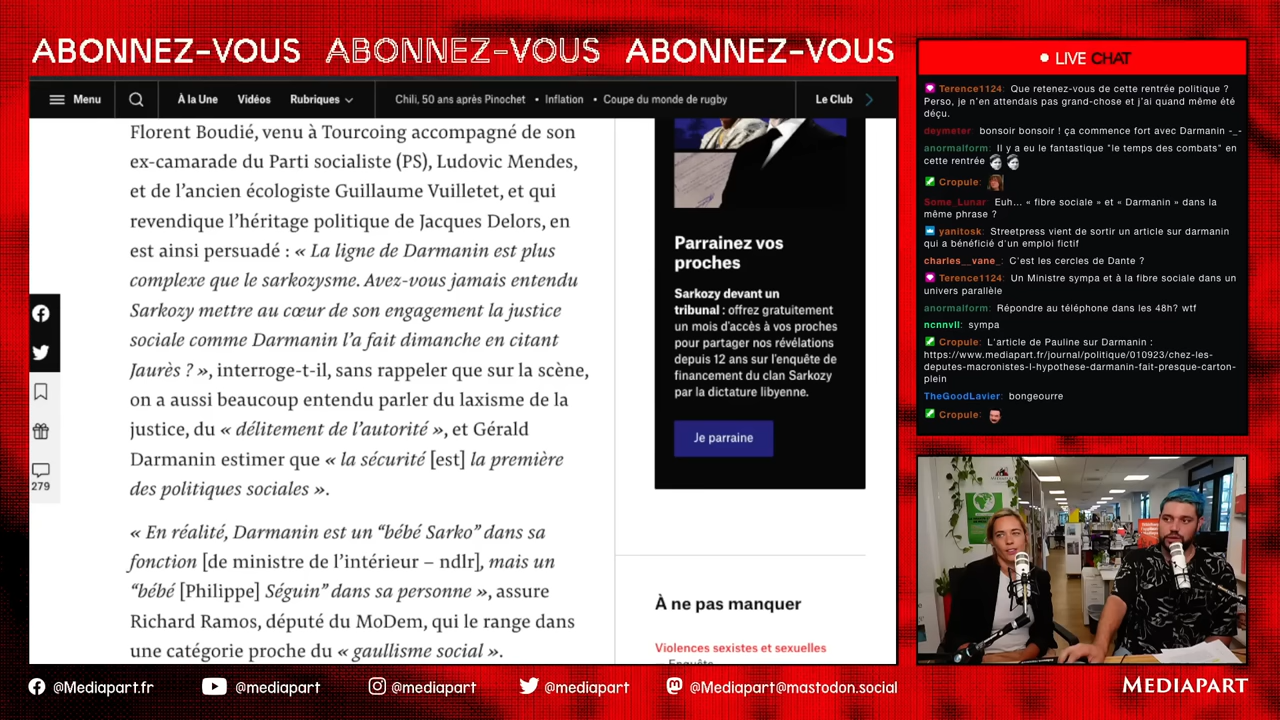 ABONNEZ-VOUS ABONNEZ-VOUS ABONNEZ-VOUS
Menu
À la Une Vidéos Rubriques
Chili, 50 ans après Pinochet • Inflation • Coupe du monde de rugby
Le Club
Florent Boudié, venu à Tourcoing accompagné de son
ex-camarade du Parti socialiste (PS), Ludovic Mendes,
et de l’ancien écologiste Guillaume Vuilletet, et qui
revendique l’héritage politique de Jacques Delors, en
est ainsi persuadé : « La ligne de Darmanin est plus
complexe que le sarkozysme. Avez-vous jamais entendu
Sarkozy mettre au cœur de son engagement la justice
sociale comme Darmanin l’a fait dimanche en citant
Jaurès ? », interroge-t-il, sans rappeler que sur la scène,
on a aussi beaucoup entendu parler du laxisme de la
justice, du « délitement de l’autorité », et Gérald
Darmanin estimer que « la sécurité [est] la première
des politiques sociales ».
« En réalité, Darmanin est un “bébé Sarko” dans sa
fonction [de ministre de l’intérieur – ndlr], mais un
“bébé [Philippe] Séguin” dans sa personne », assure
Richard Ramos, député du MoDem, qui le range dans
une catégorie proche du « gaullisme social ».
279
Parrainez vos
proches
Sarkozy devant un
tribunal : offrez gratuitement
un mois d’accès à vos proches
pour partager nos révélations
depuis 12 ans sur l’enquête de
financement du clan Sarkozy
par la dictature libyenne.
Je parraine
À ne pas manquer
Violences sexistes et sexuelles
Enquête
LIVE CHAT
Terence1124: Que retenez-vous de cette rentrée politique ?
Perso, je n'en attendais pas grand-chose et j'ai quand même été
déçu.
deymeter: bonsoir bonsoir ! ça commence fort avec Darmanin -_-
anormalform: Il y a eu le fantastique "le temps des combats" en
cette rentrée
Cropule:
Some_Lunar: Euh... « fibre sociale » et « Darmanin » dans la
même phrase ?
yanitosk: Streetpress vient de sortir un article sur darmanin
qui a bénéficié d'un emploi fictif
charles__vane_: C'est les cercles de Dante ?
Terence1124: Un Ministre sympa et à la fibre sociale dans un
univers parallèle
anormalform: Répondre au téléphone dans les 48h? wtf
ncnnvll: sympa
Cropule: L'article de Pauline sur Darmanin :
https://www.mediapart.fr/journal/politique/010923/chez-les-
deputes-macronistes-l-hypothese-darmanin-fait-presque-carton-
plein
TheGoodLavier: bongeourre
Cropule:
@Mediapart.fr @mediapart @mediapart @mediapart @Mediapart@mastodon.social
MEDIAPART